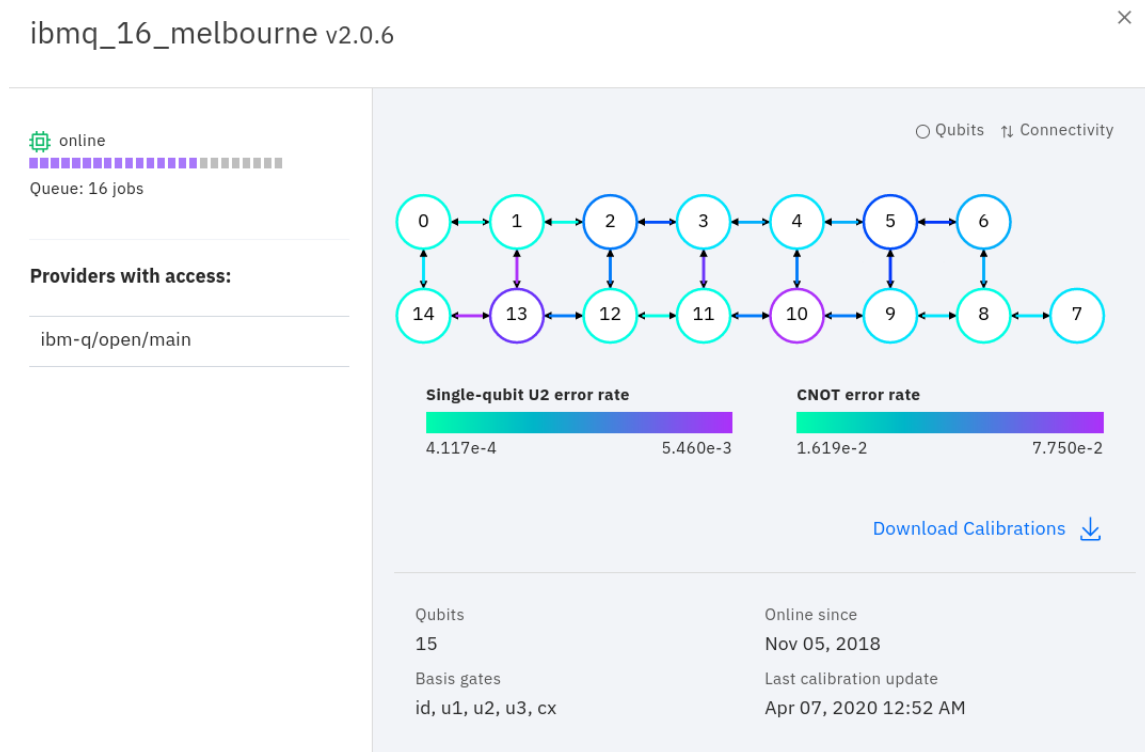 ibmq_16_melbourne v2.0.6
online
Queue: 16 jobs
Providers with access:
ibm-q/open/main
Qubits Connectivity
0 1 2 3 4 5 6
14 13 12 11 10 9 8 7
Single-qubit U2 error rate
4.117e-4 5.460e-3
CNOT error rate
1.619e-2 7.750e-2
Download Calibrations
Qubits
15
Online since
Nov 05, 2018
Basis gates
id, u1, u2, u3, cx
Last calibration update
Apr 07, 2020 12:52 AM